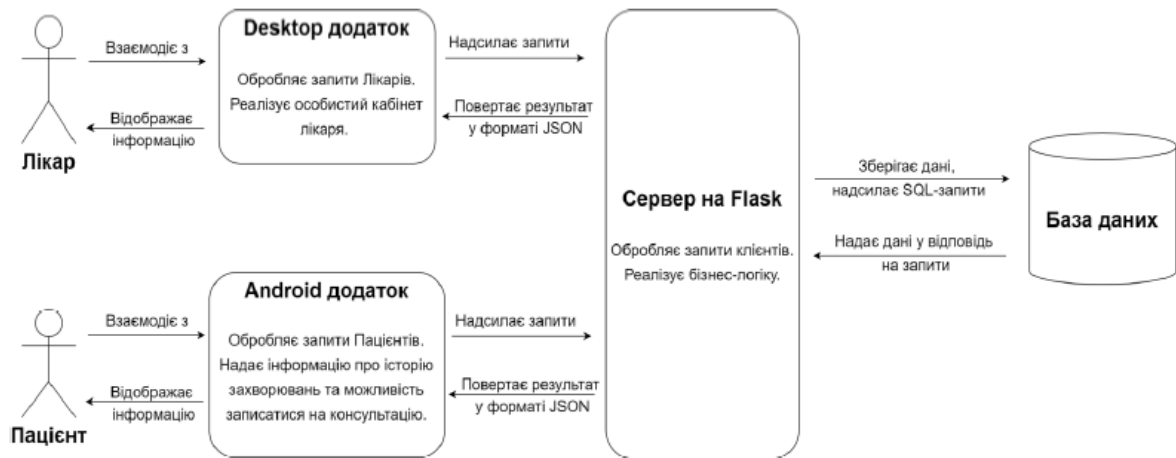 Лікар
Взаємодіє з
Відображає
інформацію
Desktop додаток
Обробляє запити Лікарів.
Реалізує особистий кабінет
лікаря.
Надсилає запити
Повертає результат
у форматі JSON
Пацієнт
Взаємодіє з
Відображає
інформацію
Android додаток
Обробляє запити Пацієнтів.
Надає інформацію про історію
захворювань та можливість
записатися на консультацію.
Надсилає запити
Повертає результат
у форматі JSON
Сервер на Flask
Обробляє запити клієнтів.
Реалізує бізнес-логіку.
Зберігає дані,
надсилає SQL-запити
Надає дані у відповідь
на запити
База даних